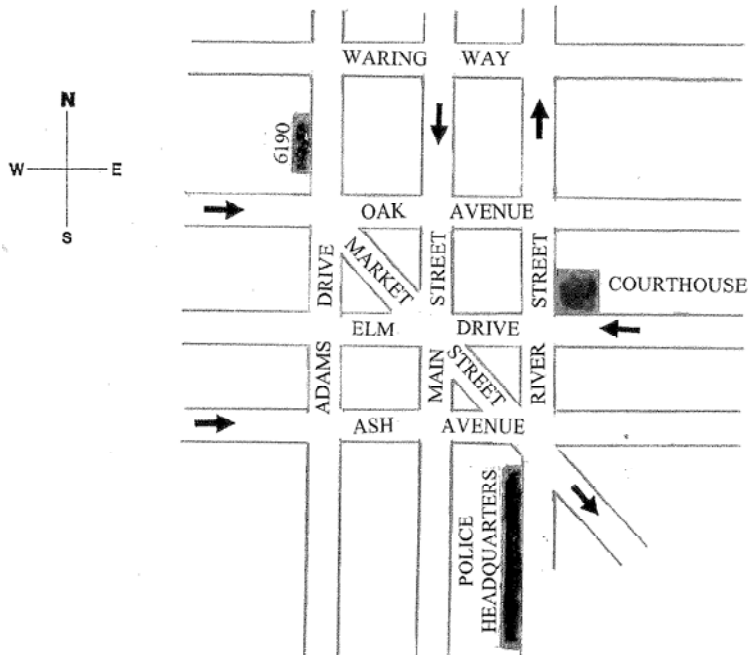 WARING WAY
N
W E
S
6190
OAK AVENUE
DRIVE
MARKET
STREET
STREET
COURTHOUSE
ELM DRIVE
ADAMS
MAIN
STREET
RIVER
ASH AVENUE
POLICE
HEADQUARTERS